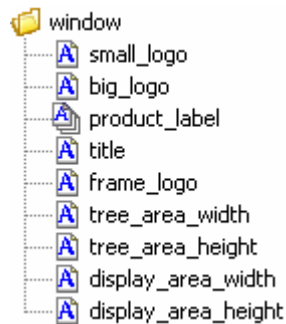 window
small_logo
big_logo
product_label
title
frame_logo
tree_area_width
tree_area_height
display_area_width
display_area_height